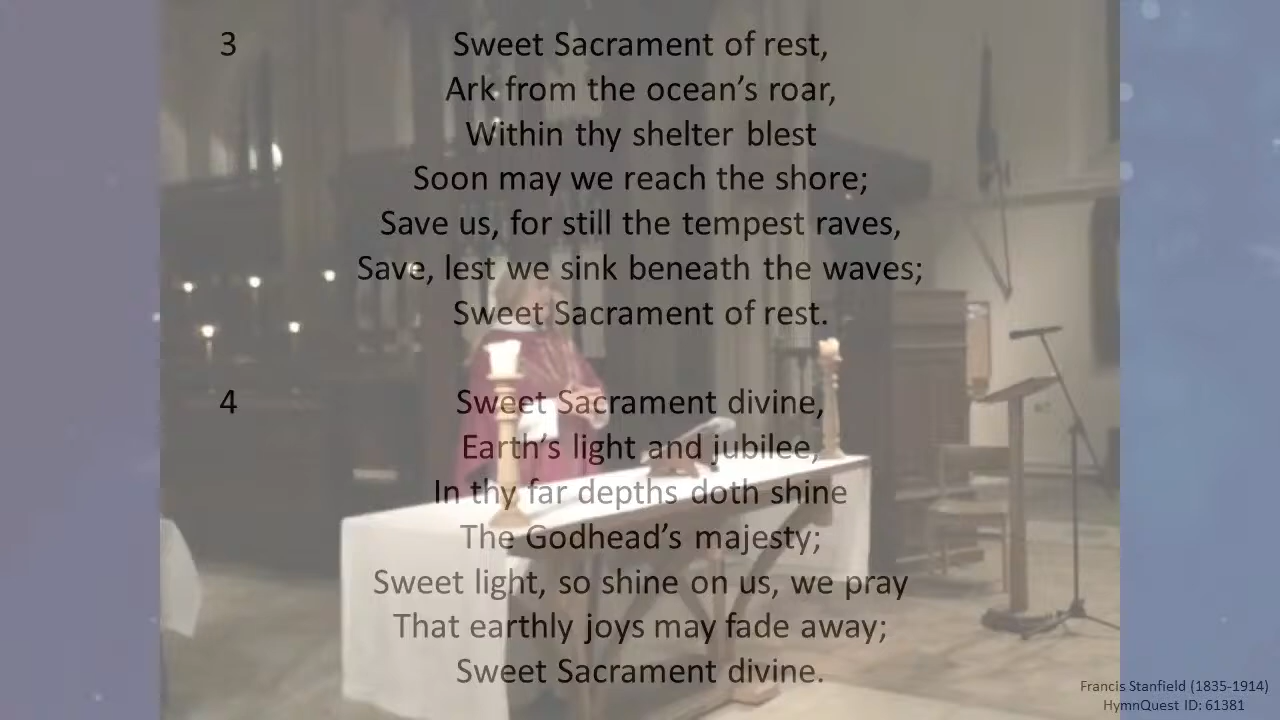 3
Sweet Sacrament of rest,
Ark from the ocean’s roar,
Within thy shelter blest
Soon may we reach the shore;
Save us, for still the tempest raves,
Save, lest we sink beneath the waves;
Sweet Sacrament of rest.
4
Sweet Sacrament divine,
Earth’s light and jubilee,
In thy far depths doth shine
The Godhead’s majesty;
Sweet light, so shine on us, we pray
That earthly joys may fade away;
Sweet Sacrament divine.
Francis Stanfield (1835-1914)
HymnQuest ID: 61381